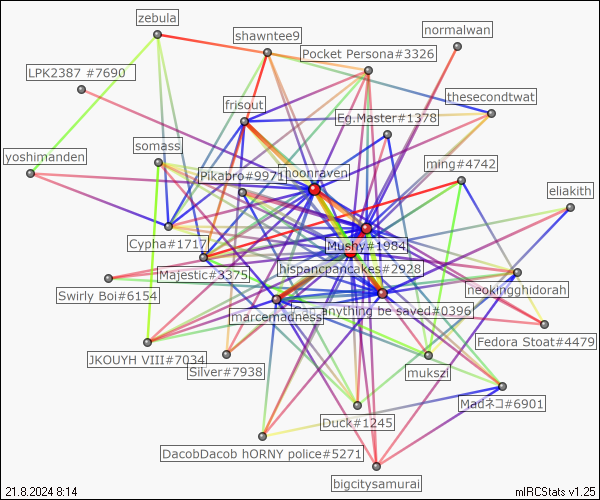 zebula
normalwan
shawntee9
Pocket Persona#3326
LPK2387 #7690
frisout
thesecondtwat
Eg.Master#1378
somass
yoshimanden
ming#4742
Pikabro#9971
moonraven
eliakith
Cypha#1717
Mushy#1984
Majestic#3375
hispancpancakes#2928
Swirly Boi#6154
neokingghidorah
marcemadness
anything be saved#0396
Fedora Stoat#4479
JKOUYH VIII#7034
Silver#7938
mukszi
Madネコ#6901
Duck#1245
DacobDacob hORNY police#5271
bigcitysamurai
21.8.2024 8:14
mIRCStats v1.25